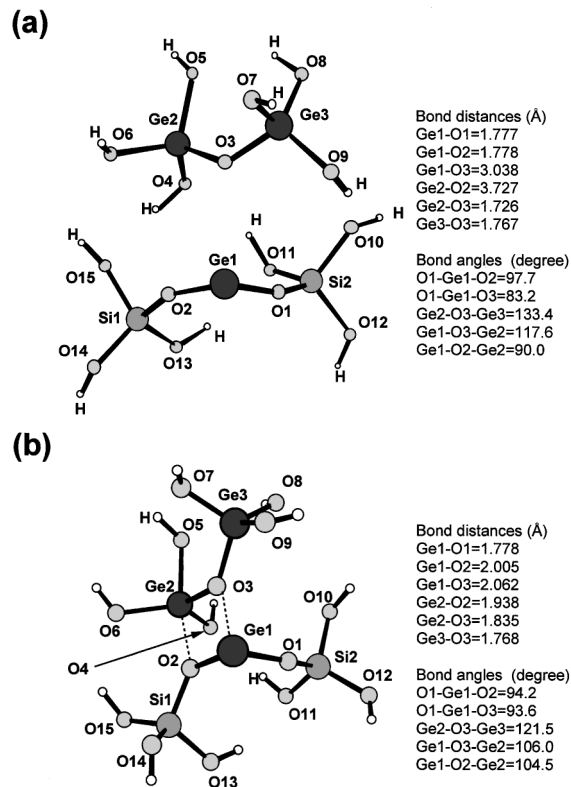 (a)
H
O5
H
O8
O7
H
Ge2
Ge3
H
O6
O3
O9
O4
H
H
Bond distances (Å)
Ge1-O1=1.777
Ge1-O2=1.778
Ge1-O3=3.038
Ge2-O2=3.727
Ge2-O3=1.726
Ge3-O3=1.767
H
O10
H
H
O11
O15
Ge1
Si2
O2
O1
Si1
H
O12
O14
O13
H
H
Bond angles (degree)
O1-Ge1-O2=97.7
O1-Ge1-O3=83.2
Ge2-O3-Ge3=133.4
Ge1-O3-Ge2=117.6
Ge1-O2-Ge2=90.0
(b)
H
O7
O8
Ge3
H
O5
O9
H
Ge2
O3
H
O6
O10
H
Ge1
O1
O4
O2
Si2
O12
H
Si1
O11
O15
O14
O13
Bond distances (Å)
Ge1-O1=1.778
Ge1-O2=2.005
Ge1-O3=2.062
Ge2-O2=1.938
Ge2-O3=1.835
Ge3-O3=1.768
Bond angles (degree)
O1-Ge1-O2=94.2
O1-Ge1-O3=93.6
Ge2-O3-Ge3=121.5
Ge1-O3-Ge2=106.0
Ge1-O2-Ge2=104.5